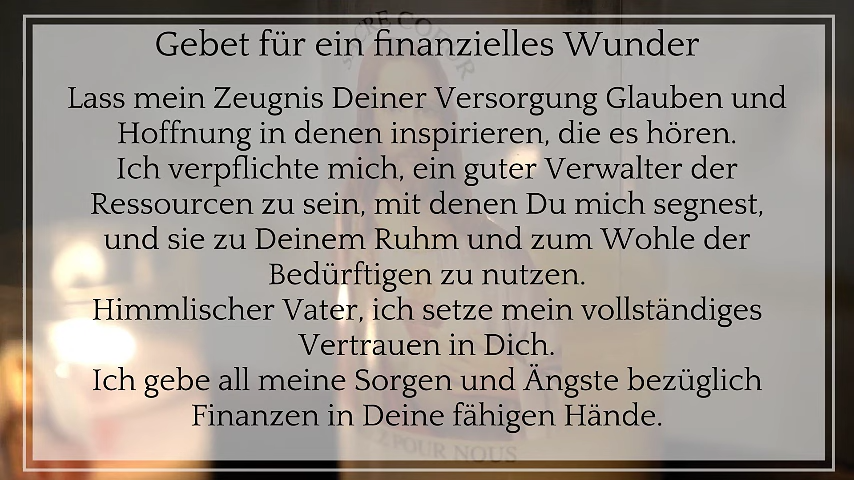 SACRE COEUR
Gebet für ein finanzielles Wunder
Lass mein Zeugnis Deiner Versorgung Glauben und
Hoffnung in denen inspirieren, die es hören.
Ich verpflichte mich, ein guter Verwalter der
Ressourcen zu sein, mit denen Du mich segnest,
und sie zu Deinem Ruhm und zum Wohle der
Bedürftigen zu nutzen.
Himmlischer Vater, ich setze mein vollständiges
Vertrauen in Dich.
Ich gebe all meine Sorgen und Ängste bezüglich
Finanzen in Deine fähigen Hände.
POUR NOUS